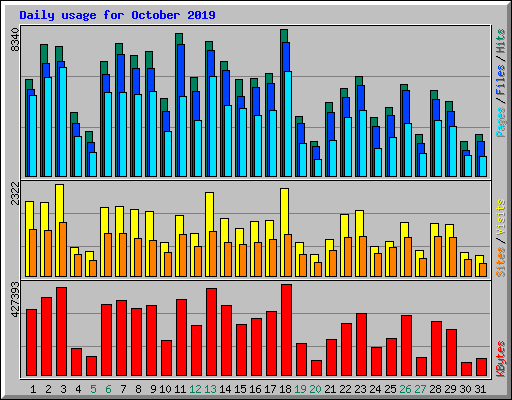 Daily usage for October 2019
8340
Pages / Files / Hits
2322
Sites / Visits
427393
KBytes
1 2 3 4 5 6 7 8 9 10 11 12 13 14 15 16 17 18 19 20 21 22 23 24 25 26 27 28 29 30 31